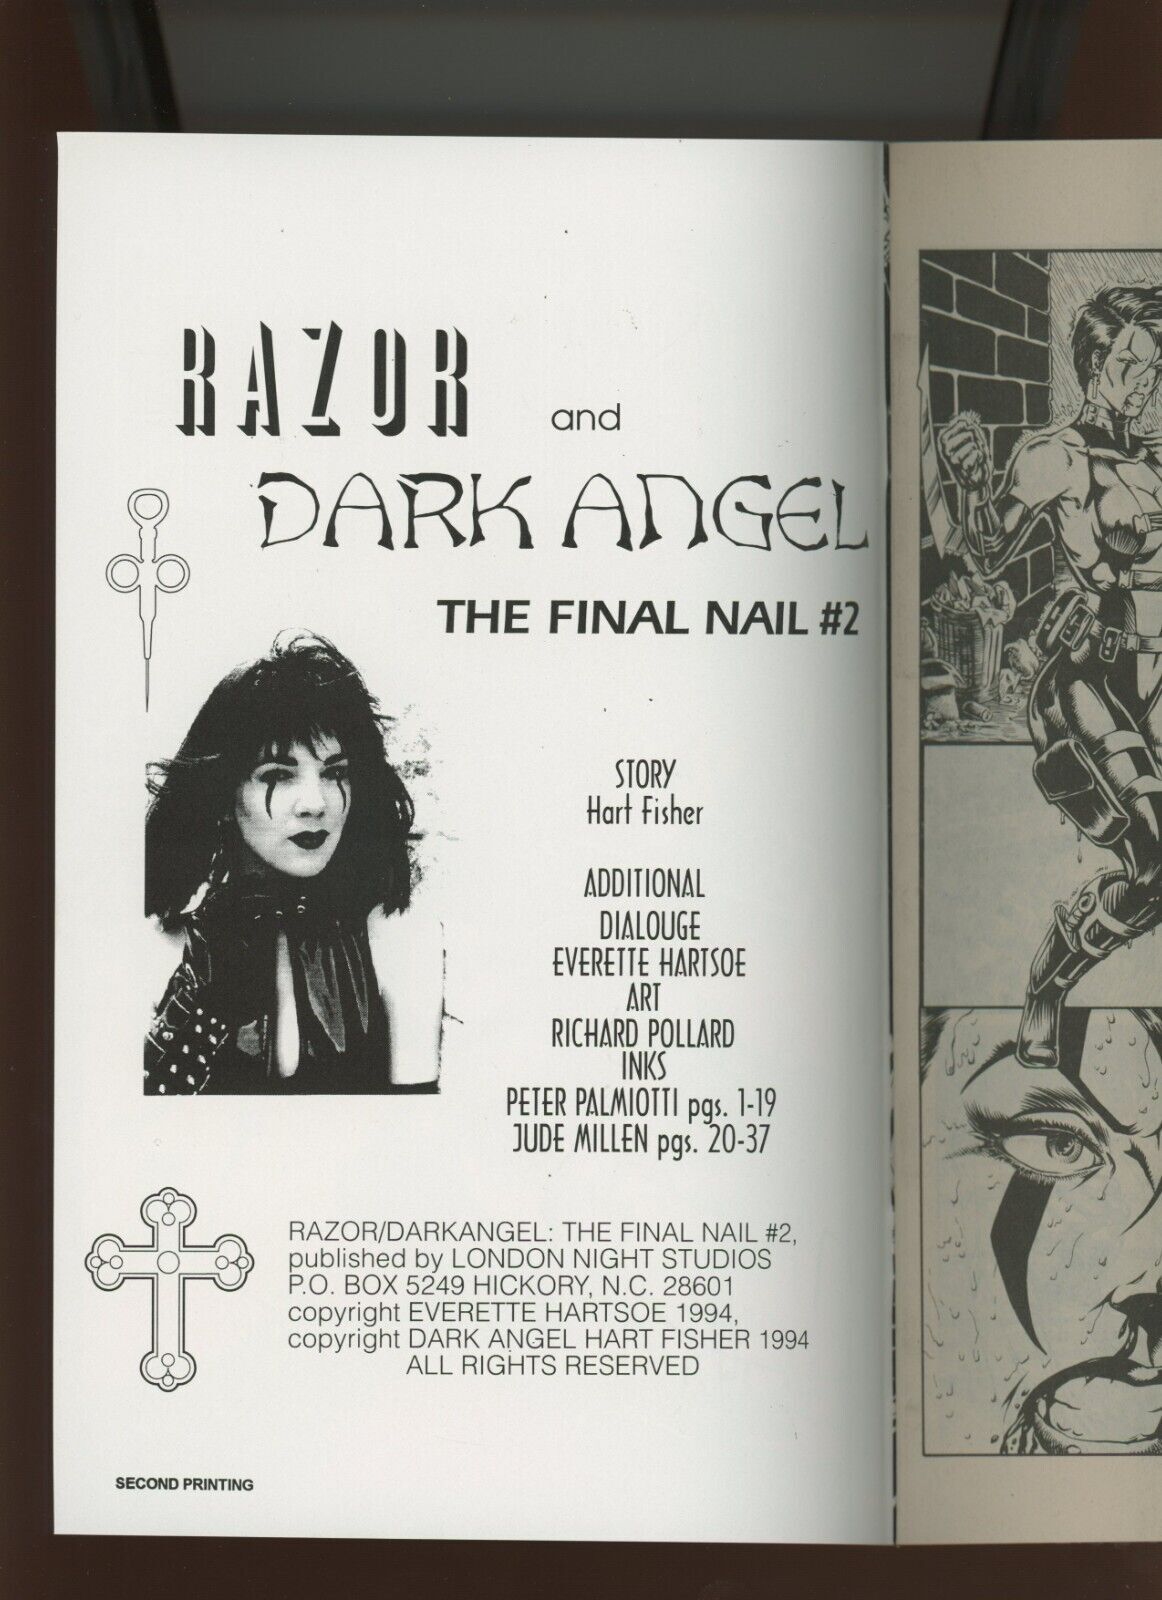 RAZOR and
DARK ANGEL
THE FINAL NAIL #2
STORY
Hart Fisher
ADDITIONAL
DIALOUGE
EVERETTE HARTSOE
ART
RICHARD POLLARD
INKS
PETER PALMIOTTI pgs. 1-19
JUDE MILLEN pgs. 20-37
RAZOR/DARKANGEL: THE FINAL NAIL #2,
published by LONDON NIGHT STUDIOS
P.O. BOX 5249 HICKORY, N.C. 28601
copyright EVERETTE HARTSOE 1994,
copyright DARK ANGEL HART FISHER 1994
ALL RIGHTS RESERVED
SECOND PRINTING